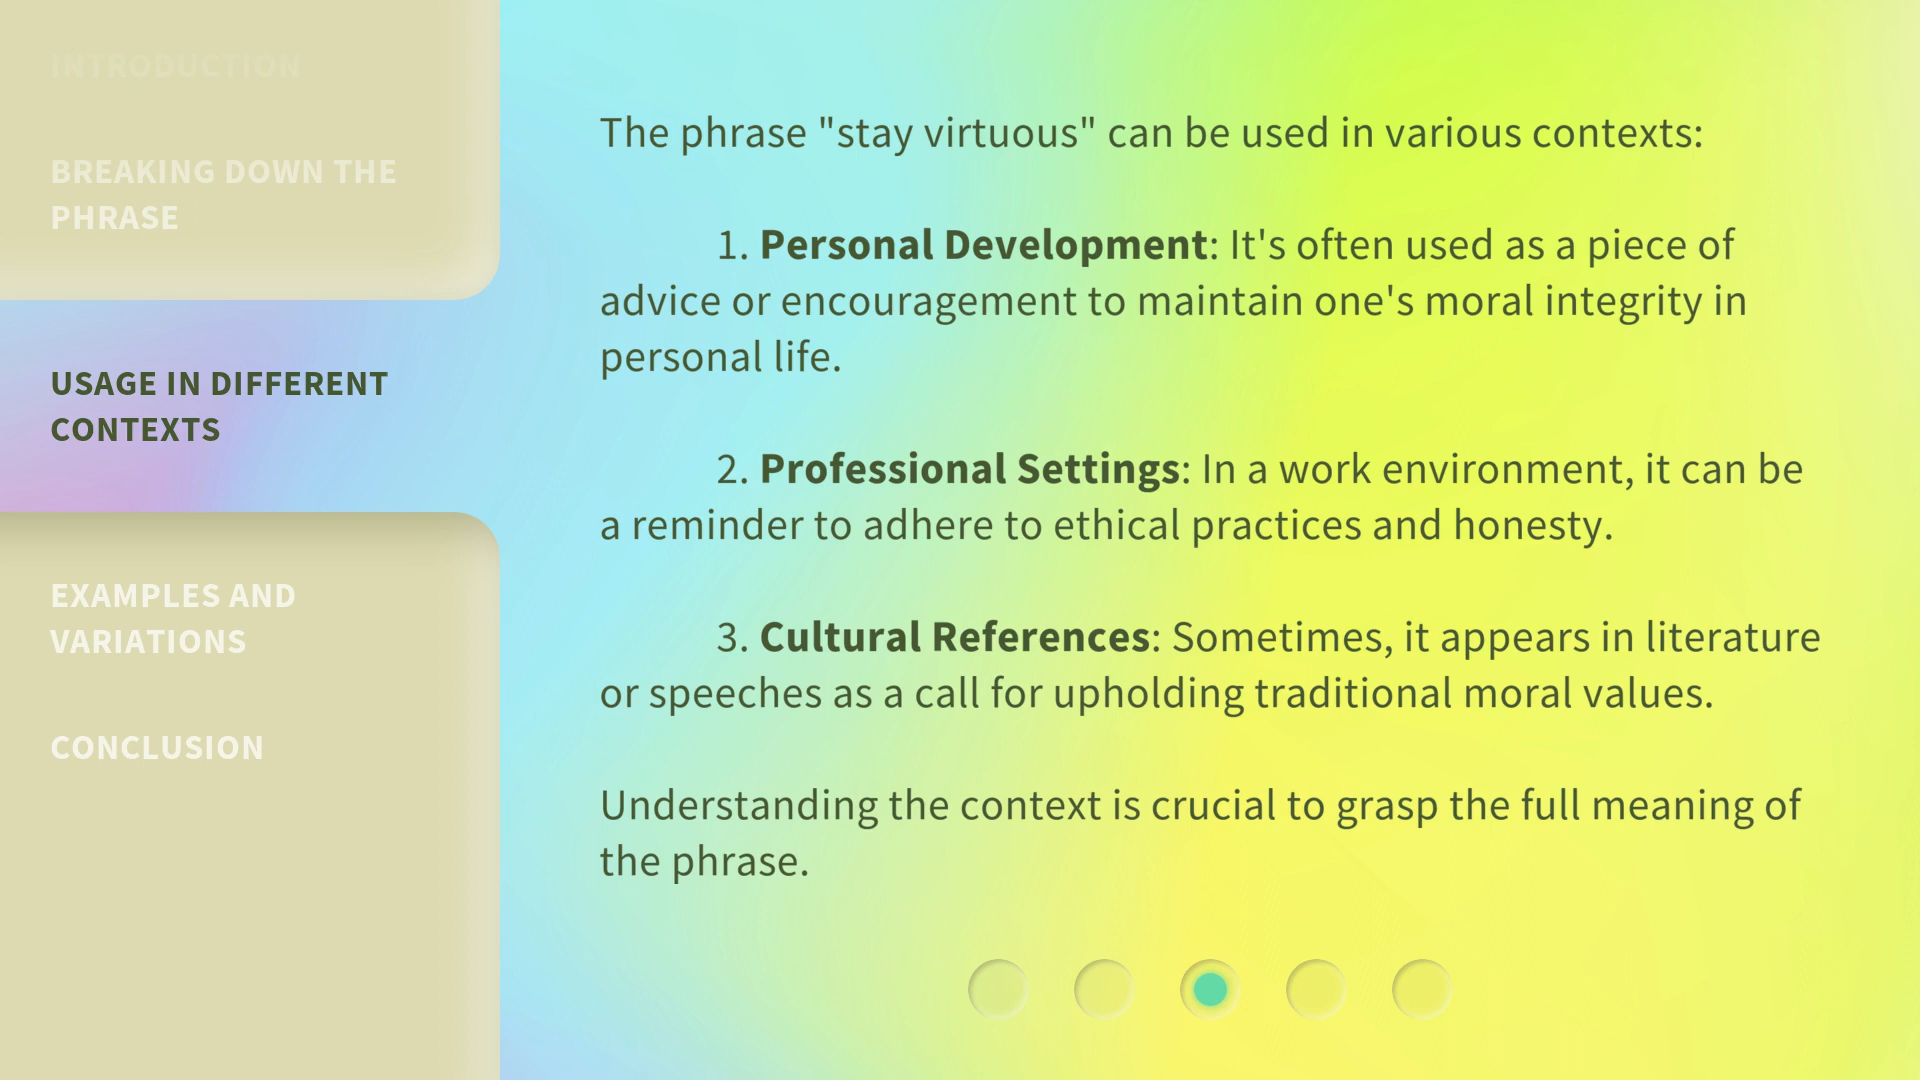 INTRODUCTION
BREAKING DOWN THE
PHRASE
USAGE IN DIFFERENT
CONTEXTS
EXAMPLES AND
VARIATIONS
CONCLUSION
The phrase "stay virtuous" can be used in various contexts:
1. Personal Development: It's often used as a piece of
advice or encouragement to maintain one's moral integrity in
personal life.
2. Professional Settings: In a work environment, it can be
a reminder to adhere to ethical practices and honesty.
3. Cultural References: Sometimes, it appears in literature
or speeches as a call for upholding traditional moral values.
Understanding the context is crucial to grasp the full meaning of
the phrase.